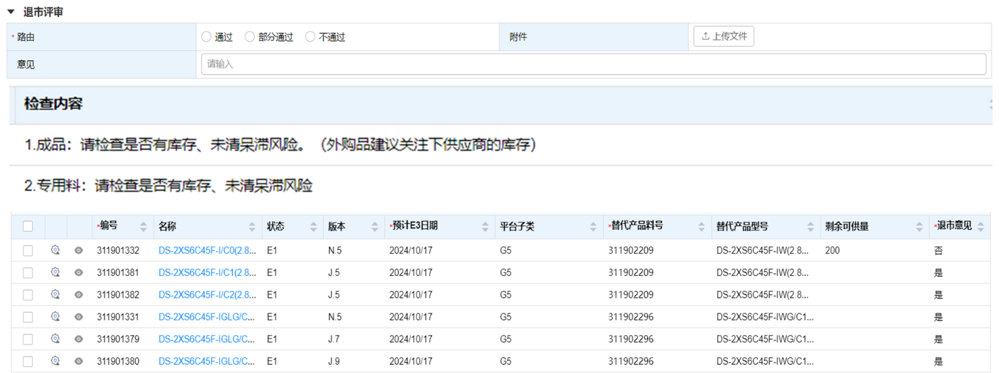 退市评审
*路由 通过 部分通过 不通过 附件 上传文件
意见 请输入
检查内容
1.成品：请检查是否有库存、未清呆滞风险。（外购品建议关注下供应商的库存）
2.专用料：请检查是否有库存、未清呆滞风险
*编号 名称 状态 版本 *预计E3日期 平台子类 *替代产品料号 替代产品型号 剩余可供量 *退市意见
311901332 DS-2XS6C45F-I/C0(2.8... E1 N.5 2024/10/17 G5 311902209 DS-2XS6C45F-IW(2.8... 200 否
311901381 DS-2XS6C45F-I/C1(2.8... E1 J.5 2024/10/17 G5 311902209 DS-2XS6C45F-IW(2.8... 是
311901382 DS-2XS6C45F-I/C2(2.8... E1 J.5 2024/10/17 G5 311902209 DS-2XS6C45F-IW(2.8... 是
311901331 DS-2XS6C45F-IGLG/C... E1 N.5 2024/10/17 G5 311902296 DS-2XS6C45F-IWG/C1... 是
311901379 DS-2XS6C45F-IGLG/C... E1 J.7 2024/10/17 G5 311902296 DS-2XS6C45F-IWG/C1... 是
311901380 DS-2XS6C45F-IGLG/C... E1 J.9 2024/10/17 G5 311902296 DS-2XS6C45F-IWG/C1... 是